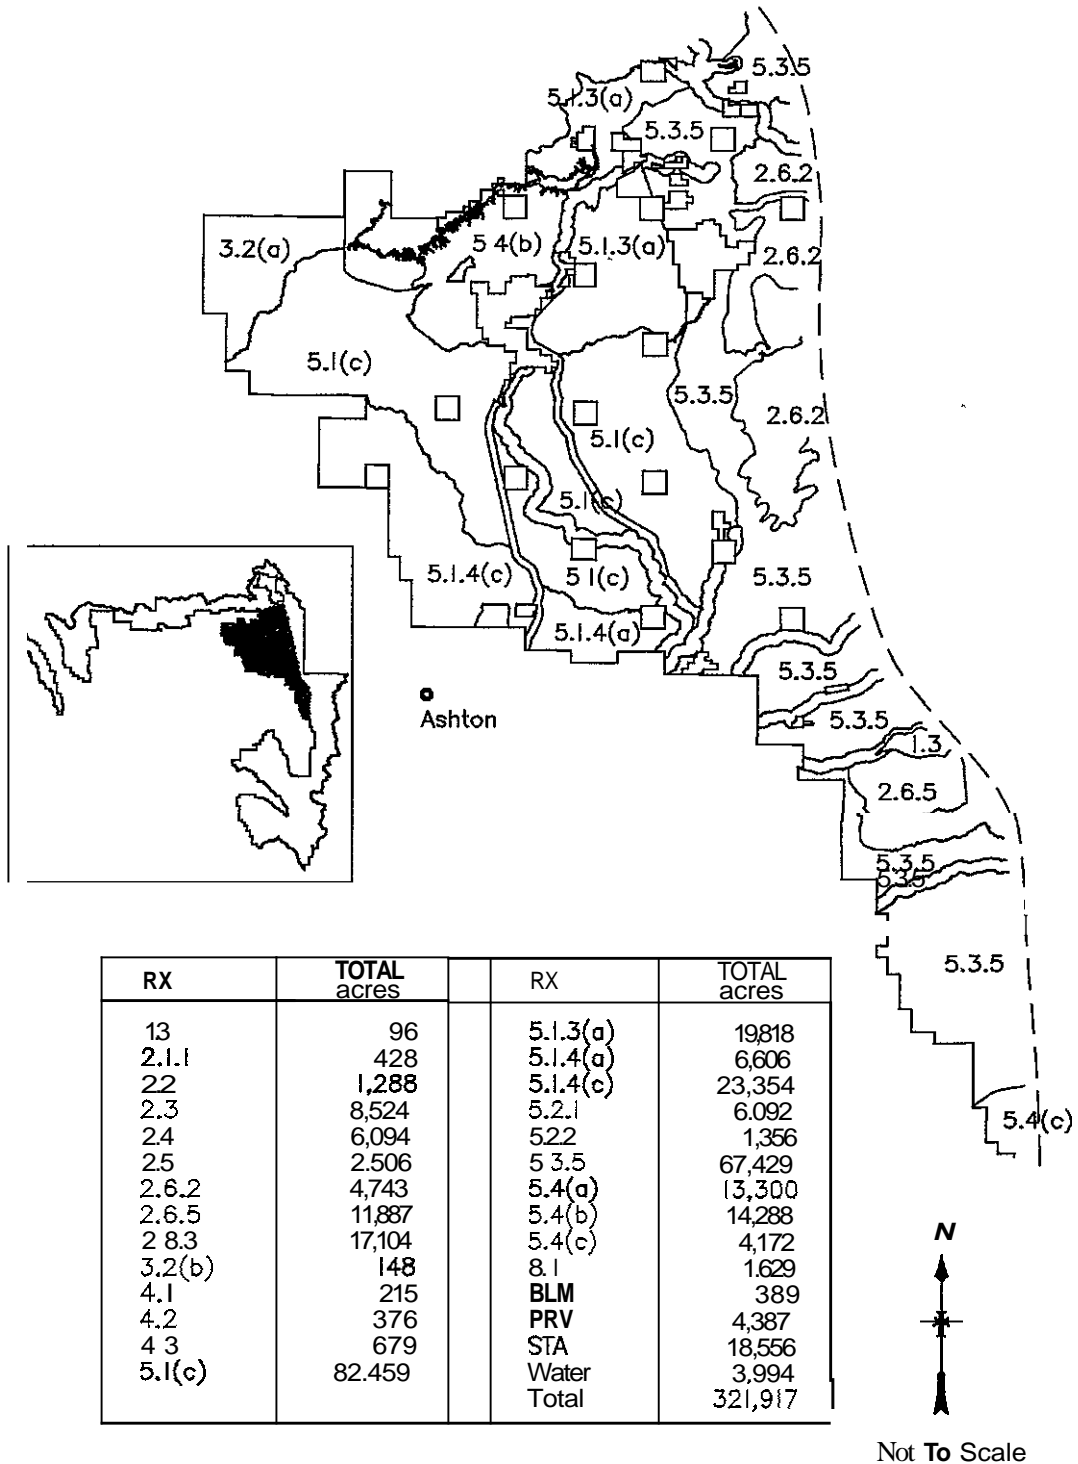 5.3.5
5.1.3(a)
5.3.5
2.6.2
3.2(a)
5 4(b)
5.1.3(a)
2.6.2
5.1(c)
5.3.5
2.6.2
5.1(c)
5.1(c)
5.1.4(c)
5 1(c)
5.3.5
5.1.4(a)
5.3.5
Ashton
5.3.5
1.3
2.6.5
5.3.5
5.3.5
5.3.5
5.4(c)
RX TOTAL acres RX TOTAL acres
13 96 5.1.3(a) 19,818
2.1.1 428 5.1.4(a) 6,606
22 1,288 5.1.4(c) 23,354
2.3 8,524 5.2.1 6.092
2.4 6,094 52.2 1,356
2.5 2.506 5 3.5 67,429
2.6.2 4,743 5.4(a) 13,300
2.6.5 11,887 5.4(b) 14,288
2 8.3 17,104 5.4(c) 4,172
3.2(b) 148 8.1 1.629
4.1 215 BLM 389
4.2 376 PRV 4,387
4 3 679 STA 18,556
5.1(c) 82.459 Water 3,994
Total 321,917
N
Not To Scale